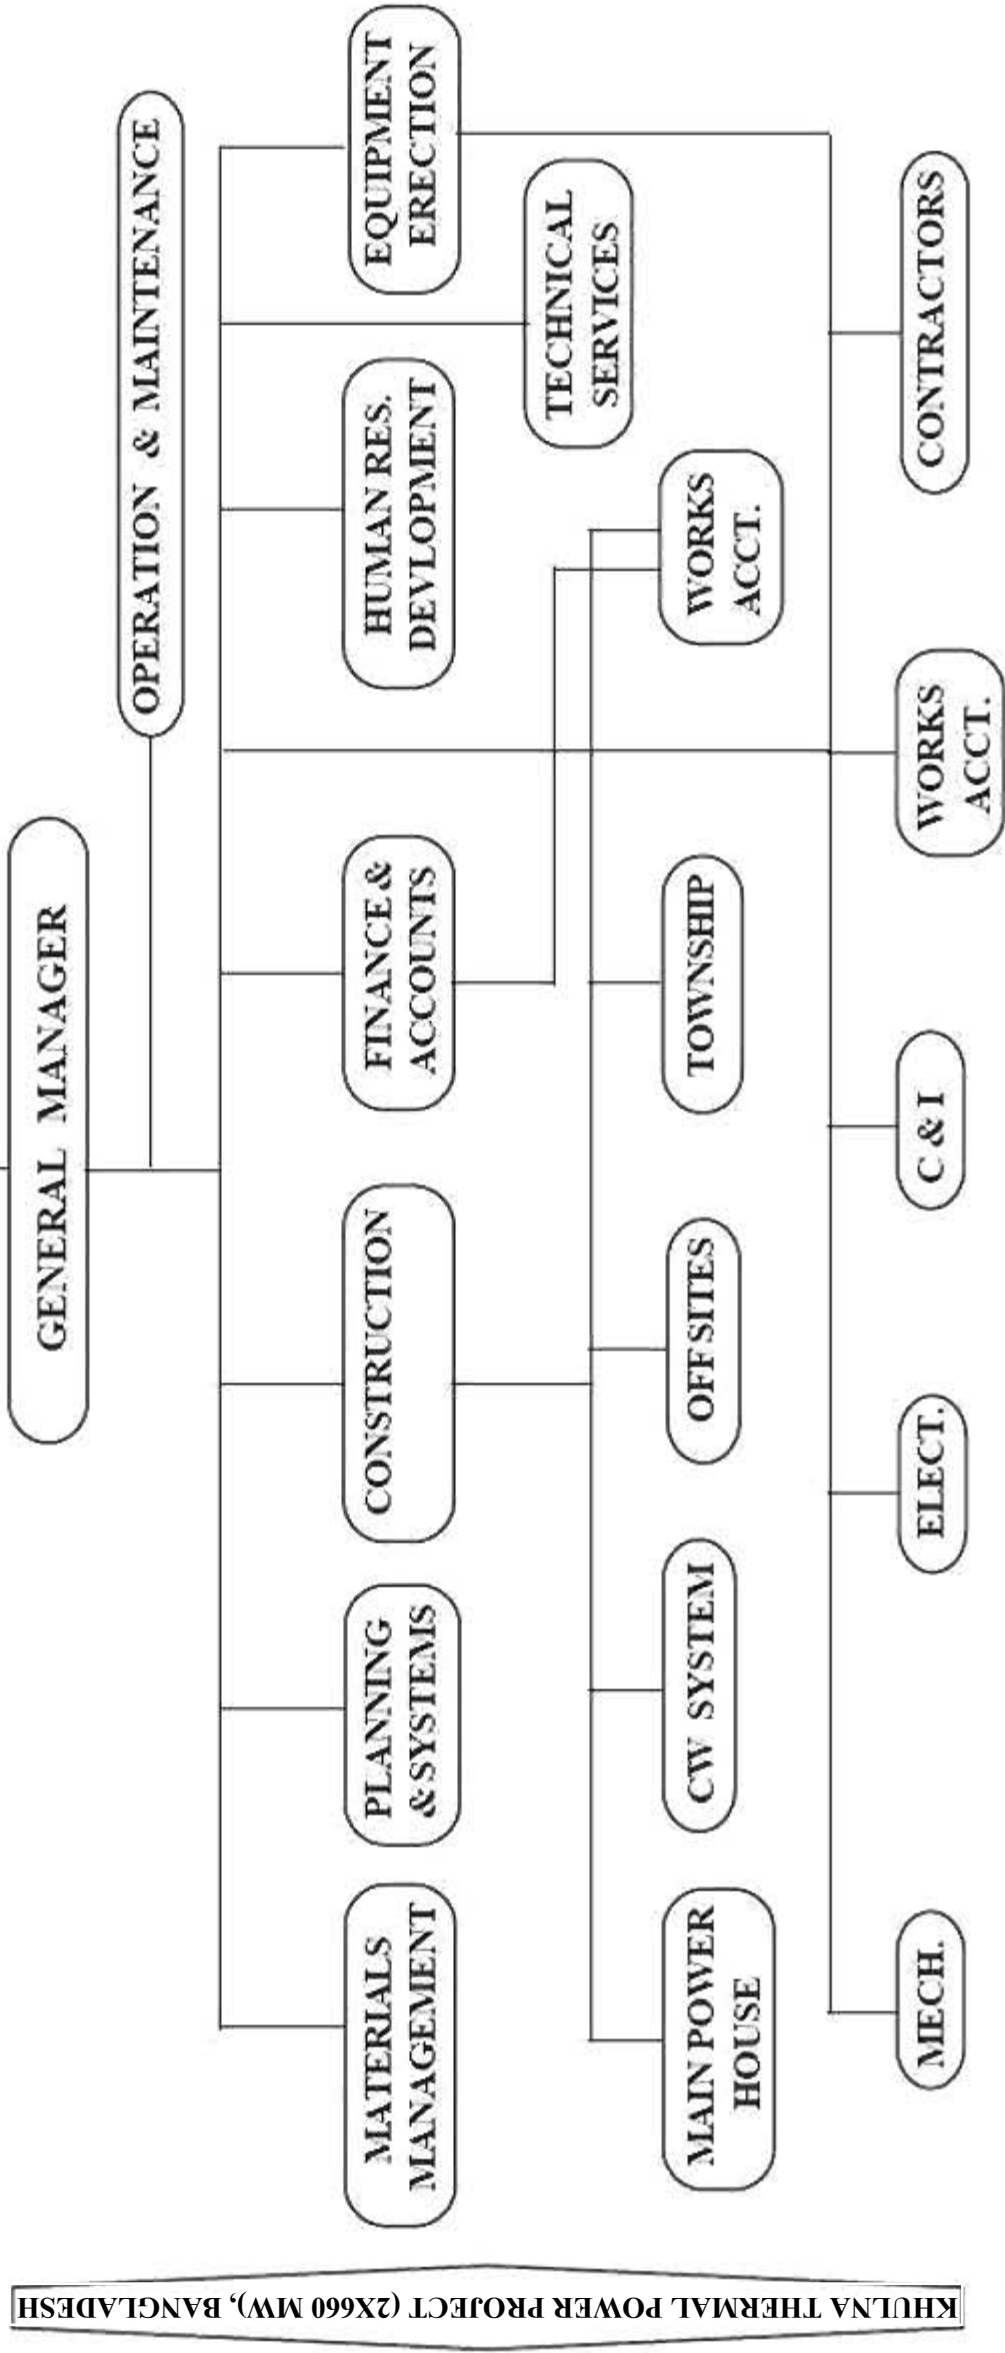 GENERAL MANAGER
OPERATION & MAINTENANCE
MATERIALS
MANAGEMENT
PLANNING
& SYSTEMS
CONSTRUCTION
FINANCE &
ACCOUNTS
HUMAN RES.
DEVLOPMENT
EQUIPMENT
ERECTION
TECHNICAL
SERVICES
MAIN POWER
HOUSE
CW SYSTEM
OFFSITES
TOWNSHIP
WORKS
ACCT.
MECH.
ELECT.
C & I
WORKS
ACCT.
CONTRACTORS
KHULNA THERMAL POWER PROJECT (2X660 MW), BANGLADESH